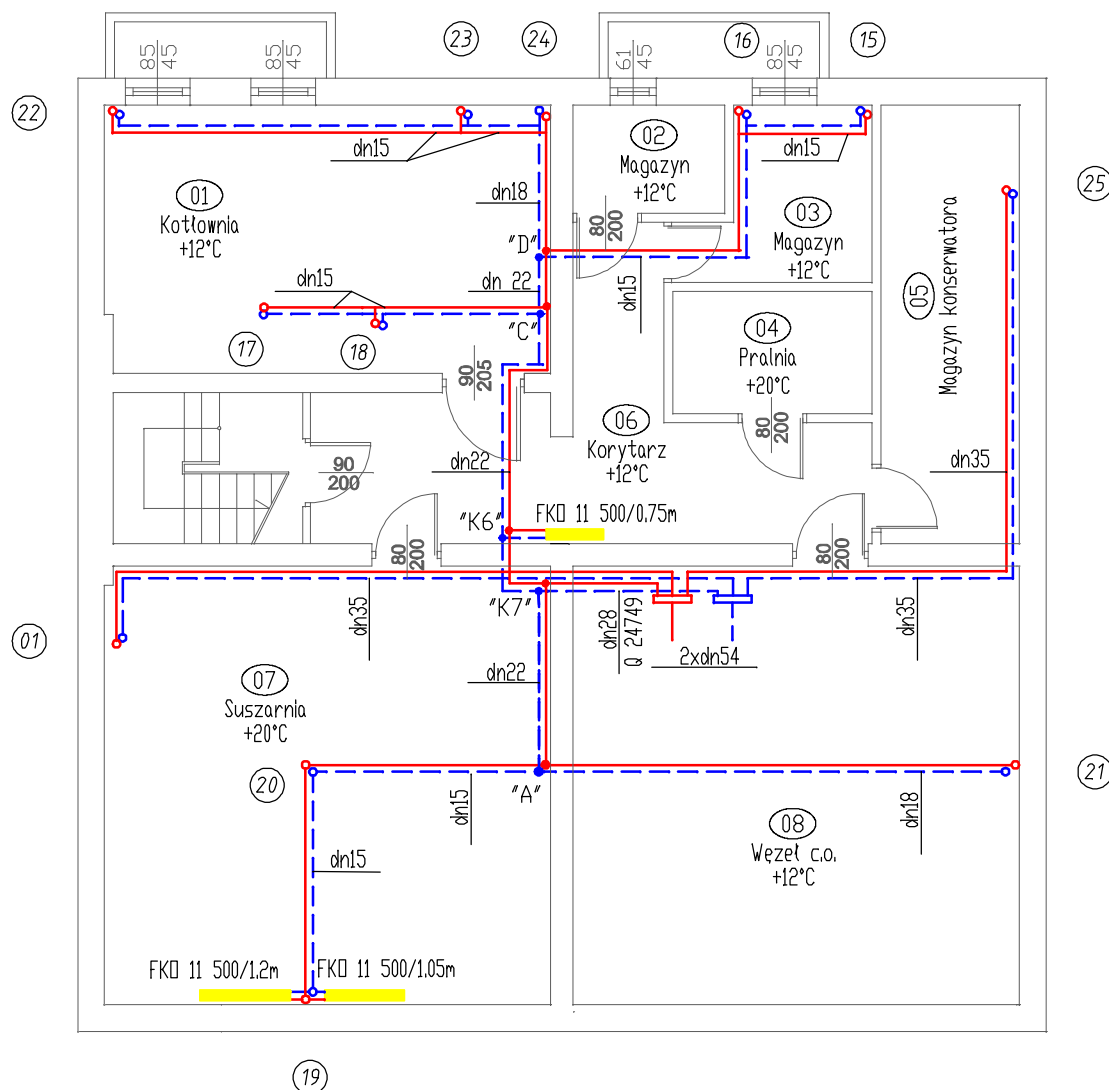 23
24
16
15
85
45
85
45
61
45
85
45
22
dn15
02
Magazyn
+12°C
dn15
25
01
Kotłownia
+12°C
dn18
80
200
03
Magazyn
+12°C
"D"
dn15
dn 22
dn15
05
Magazyn konserwatora
"C"
04
Pralnia
+20°C
17
18
90
205
06
Korytarz
+12°C
80
200
dn22
90
200
dn35
"K6"
FKO 11 500/0.75m
80
200
80
200
"K7"
dn35
dn28
Q 24749
dn35
01
2xdn54
dn22
07
Suszarnia
+20°C
20
"A"
21
dn15
dn18
08
Węzeł c.o.
+12°C
dn15
FKO 11 500/1.2m
FKO 11 500/1.05m
19